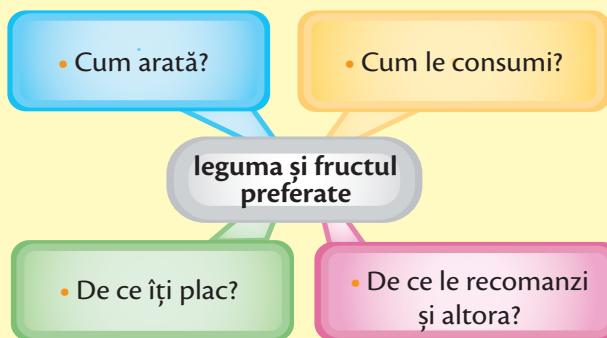 • Cum arată?
• Cum le consumi?
leguma și fructul
preferate
• De ce îți plac?
• De ce le recomanzi
și altora?